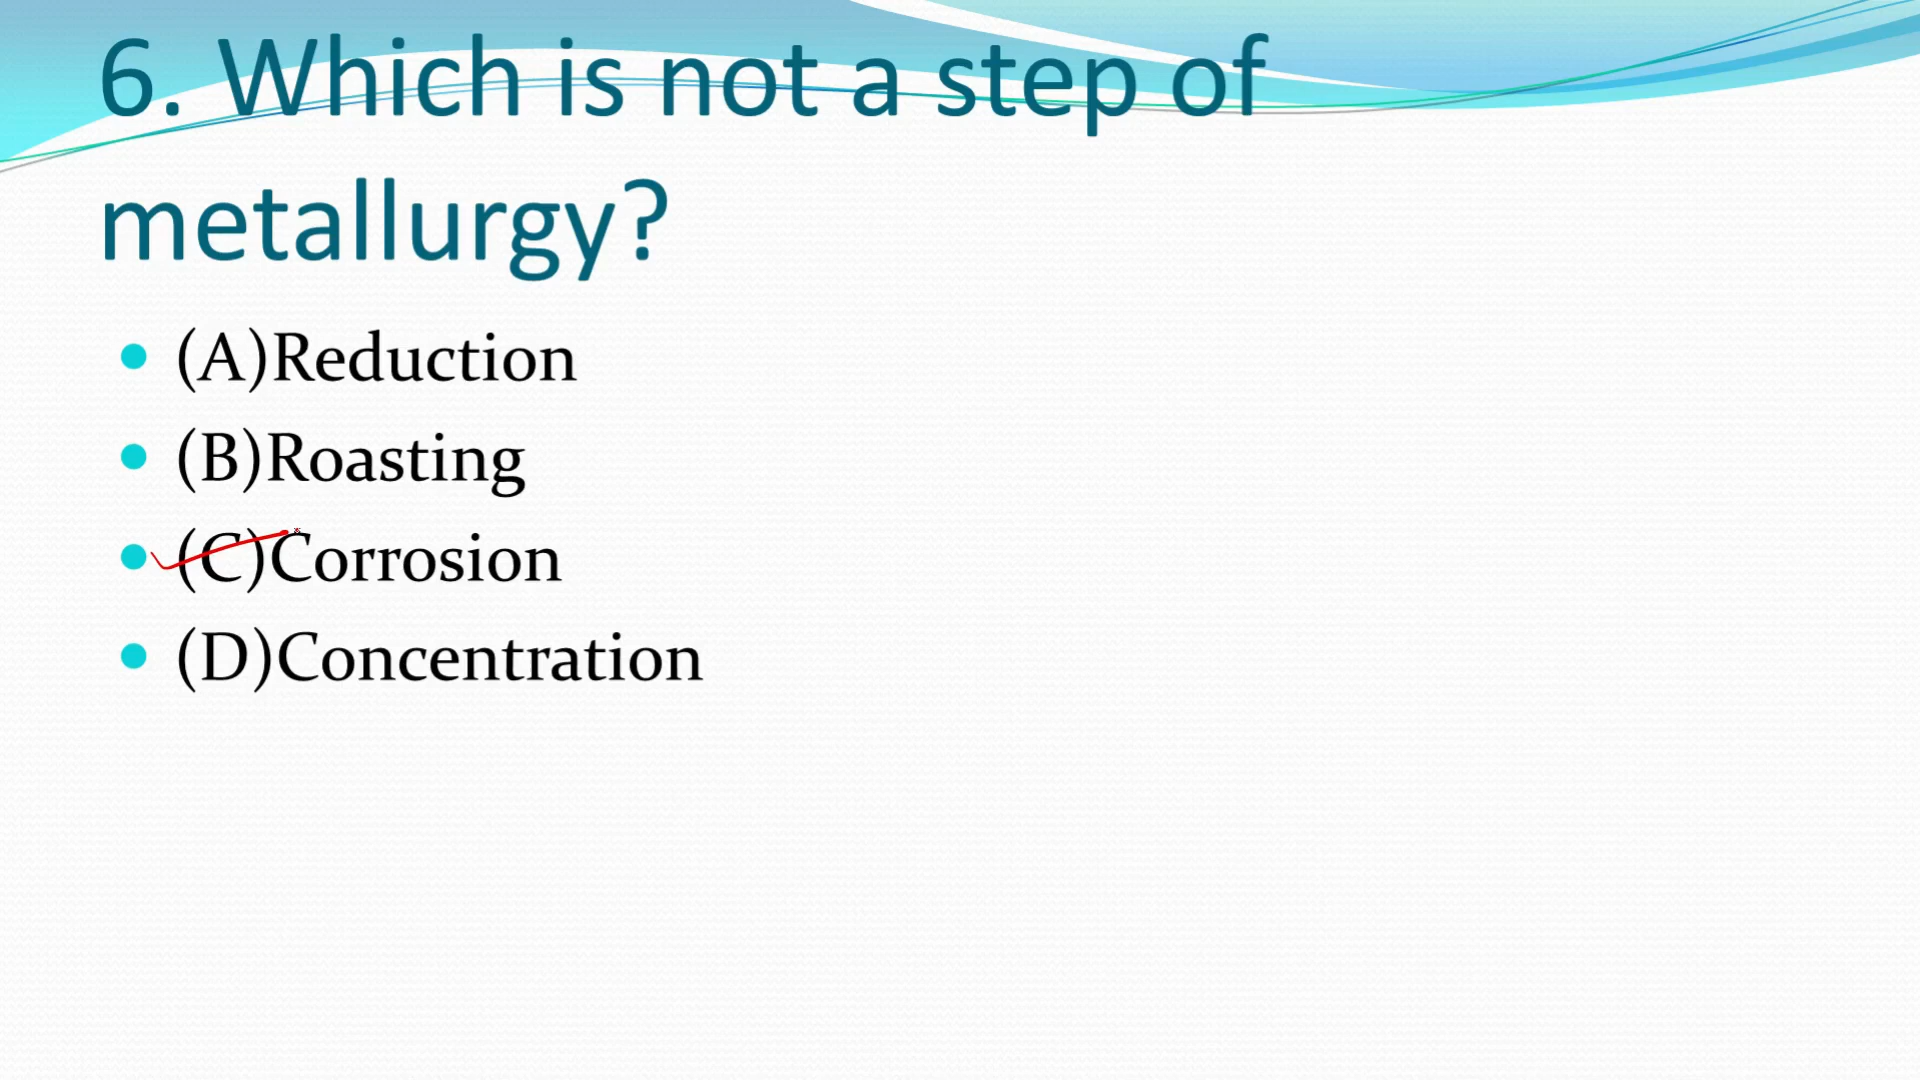 6. Which is not a step of
metallurgy?
(A)Reduction
(B)Roasting
(C)Corrosion
(D)Concentration